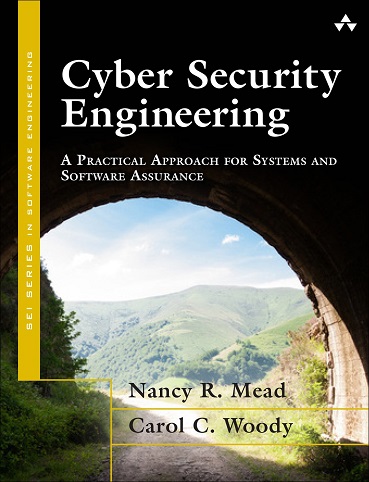 Cyber Security
Engineering
A Practical Approach for Systems and
Software Assurance
SEI SERIES in SOFTWARE ENGINEERING
Nancy R. Mead
Carol C. Woody